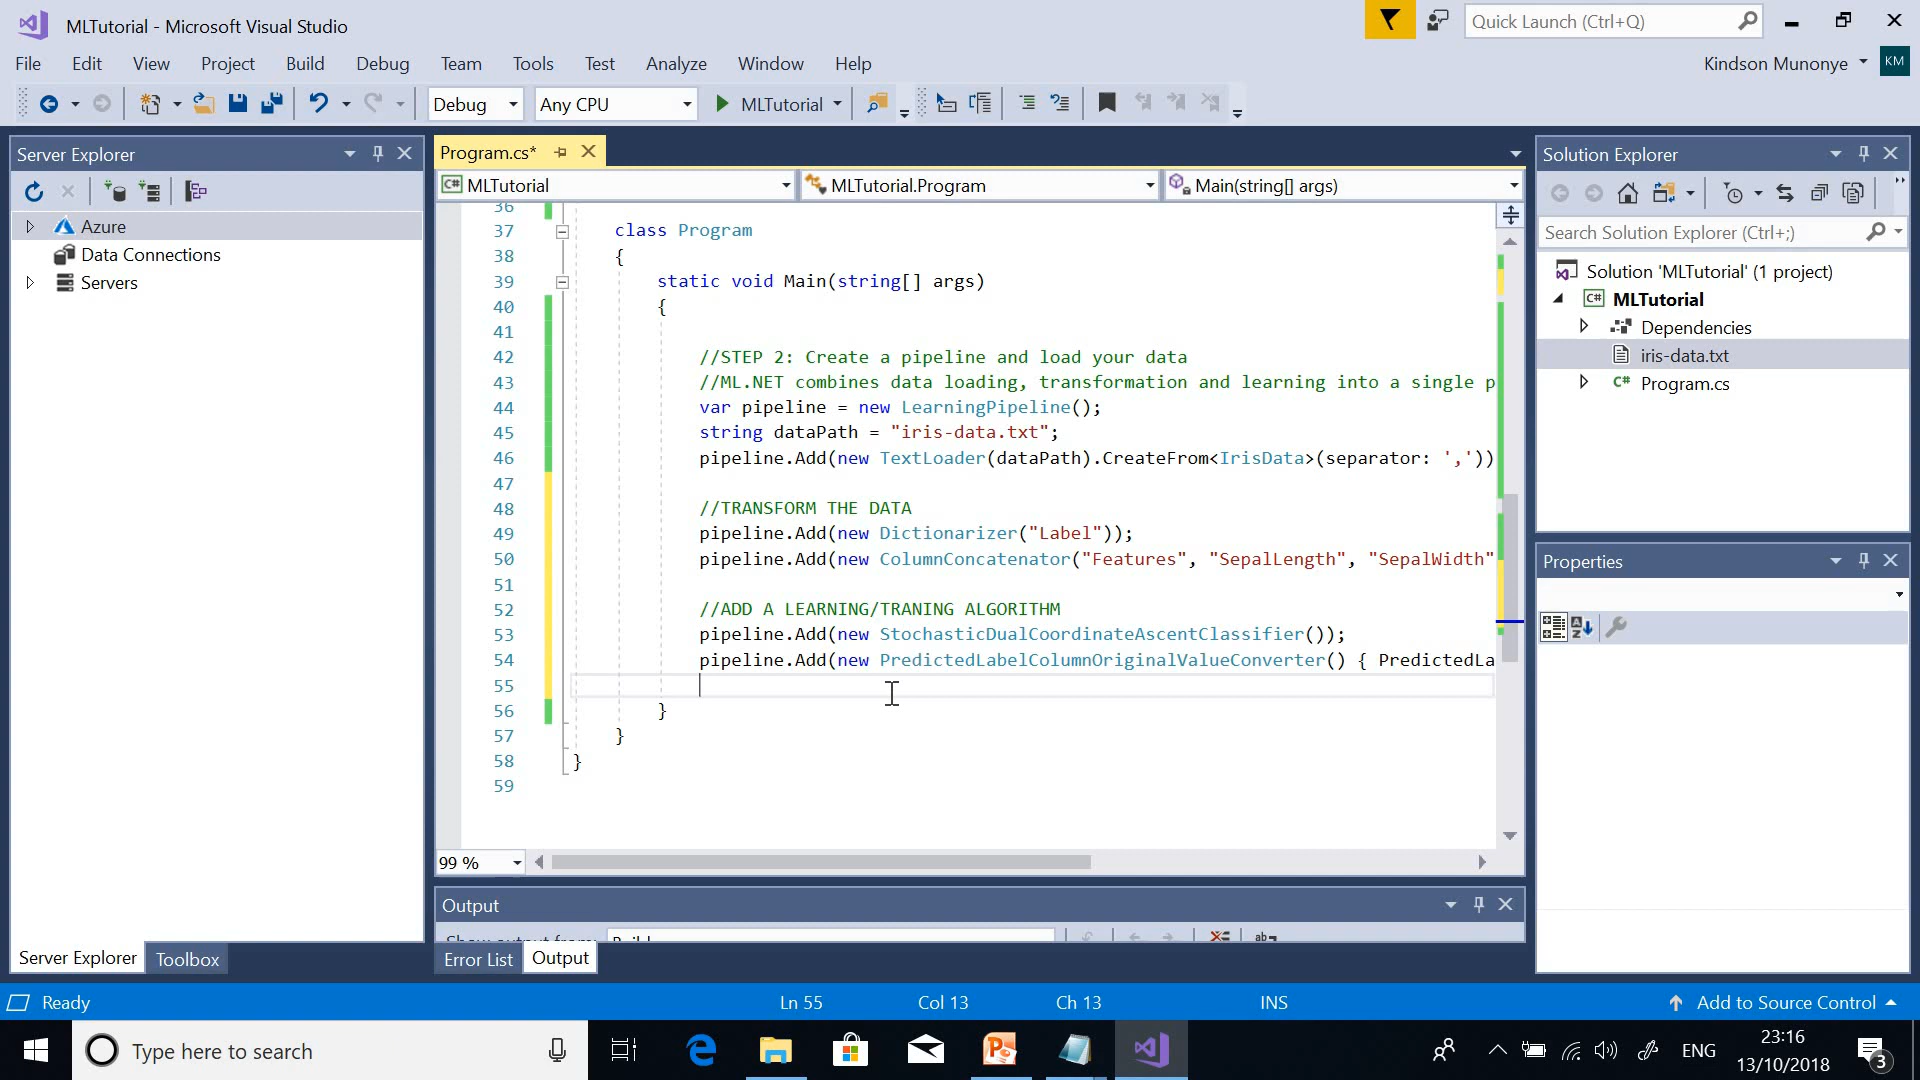 MLTutorial - Microsoft Visual Studio
Quick Launch (Ctrl+Q)
File Edit View Project Build Debug Team Tools Test Analyze Window Help
Kindson Munonye KM
Debug Any CPU MLTutorial
Server Explorer
Azure
Data Connections
Servers
Server Explorer Toolbox
Program.cs*
C# MLTutorial MLTutorial.Program Main(string[] args)
36
37 class Program
38 {
39 static void Main(string[] args)
40 {
41
42 //STEP 2: Create a pipeline and load your data
43 //ML.NET combines data loading, transformation and learning into a single p
44 var pipeline = new LearningPipeline();
45 string dataPath = "iris-data.txt";
46 pipeline.Add(new TextLoader(dataPath).CreateFrom<IrisData>(separator: ','))
47
48 //TRANSFORM THE DATA
49 pipeline.Add(new Dictionarizer("Label"));
50 pipeline.Add(new ColumnConcatenator("Features", "SepalLength", "SepalWidth"
51
52 //ADD A LEARNING/TRANING ALGORITHM
53 pipeline.Add(new StochasticDualCoordinateAscentClassifier());
54 pipeline.Add(new PredictedLabelColumnOriginalValueConverter() { PredictedLa
55
56 }
57 }
58 }
59
99 %
Output
Error List Output
Solution Explorer
Search Solution Explorer (Ctrl+;)
Solution 'MLTutorial' (1 project)
C# MLTutorial
Dependencies
iris-data.txt
C# Program.cs
Properties
Ready Ln 55 Col 13 Ch 13 INS Add to Source Control
Type here to search
ENG
23:16
13/10/2018
3